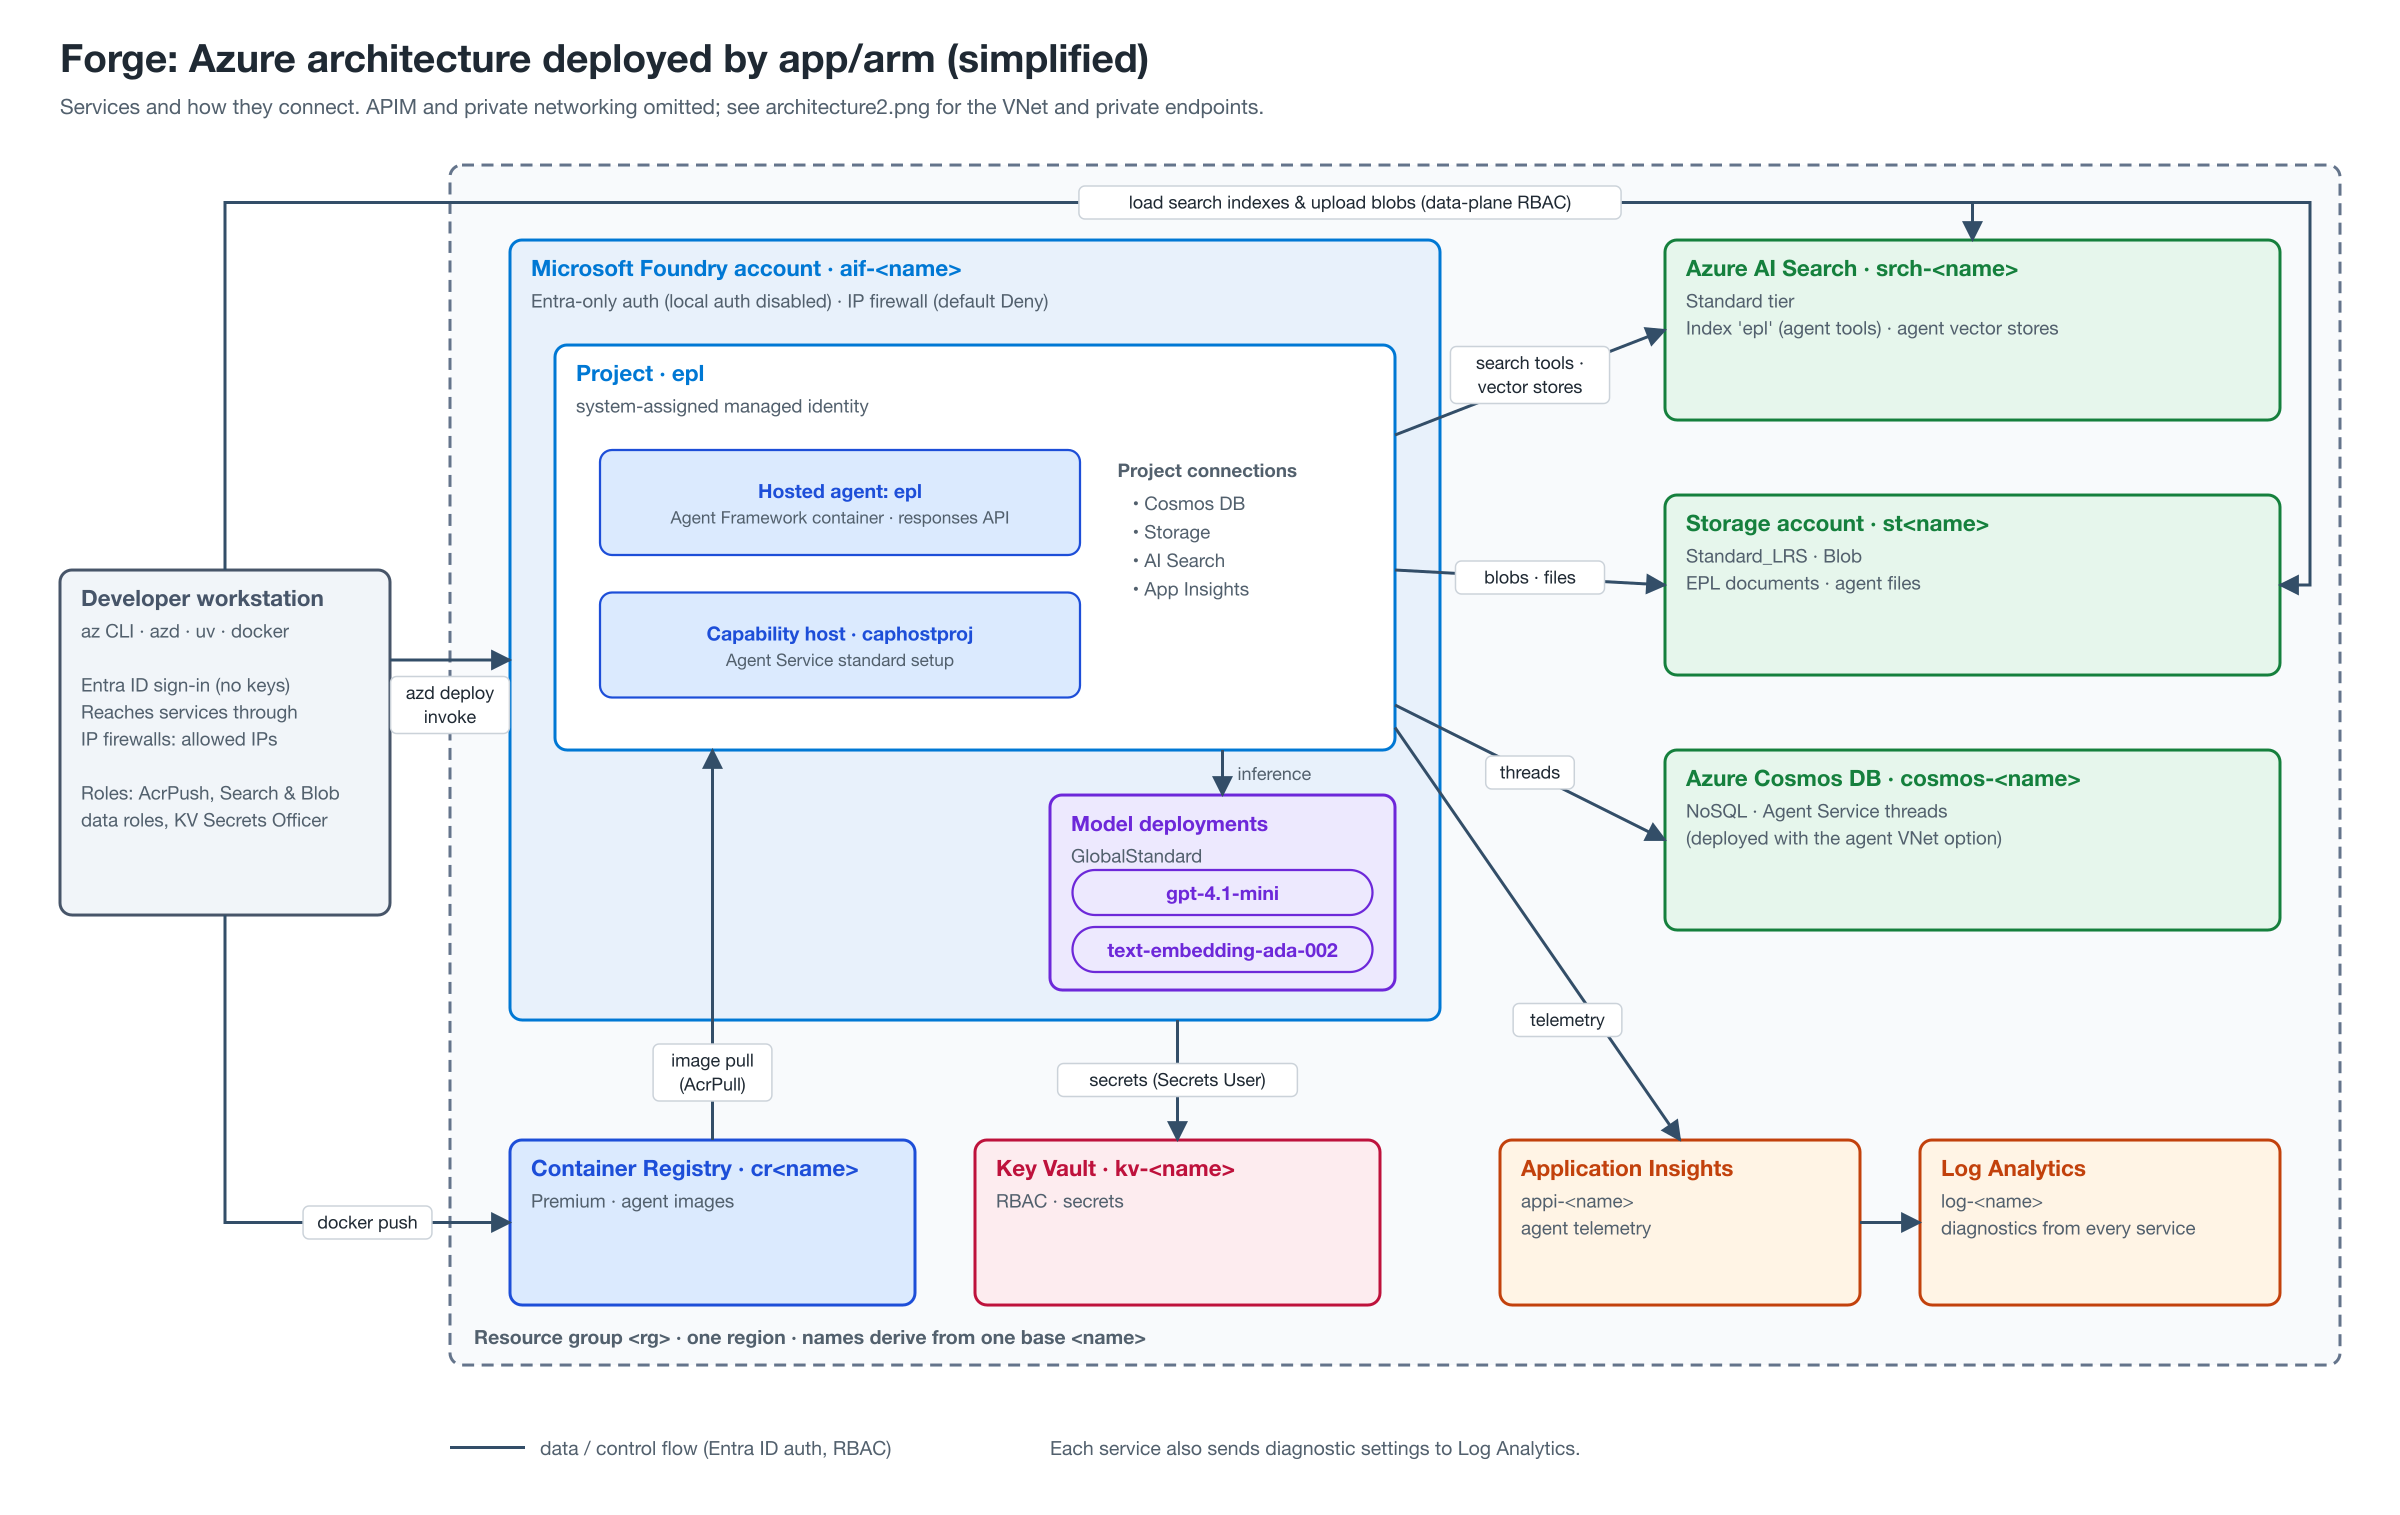 Forge: Azure architecture deployed by app/arm (simplified)
Services and how they connect. APIM and private networking omitted; see architecture2.png for the VNet and private endpoints.
load search indexes & upload blobs (data-plane RBAC)
Microsoft Foundry account · aif-<name>
Entra-only auth (local auth disabled) · IP firewall (default Deny)
Project · epl
system-assigned managed identity
Hosted agent: epl
Agent Framework container · responses API
Capability host · caphostproj
Agent Service standard setup
Project connections
• Cosmos DB
• Storage
• AI Search
• App Insights
search tools ·
vector stores
Azure AI Search · srch-<name>
Standard tier
Index 'epl' (agent tools) · agent vector stores
blobs · files
Storage account · st<name>
Standard_LRS · Blob
EPL documents · agent files
Developer workstation
az CLI · azd · uv · docker
Entra ID sign-in (no keys)
Reaches services through
IP firewalls: allowed IPs
Roles: AcrPush, Search & Blob
data roles, KV Secrets Officer
azd deploy
invoke
inference
Model deployments
GlobalStandard
gpt-4.1-mini
text-embedding-ada-002
threads
Azure Cosmos DB · cosmos-<name>
NoSQL · Agent Service threads
(deployed with the agent VNet option)
telemetry
image pull
(AcrPull)
secrets (Secrets User)
docker push
Container Registry · cr<name>
Premium · agent images
Key Vault · kv-<name>
RBAC · secrets
Application Insights
appi-<name>
agent telemetry
Log Analytics
log-<name>
diagnostics from every service
Resource group <rg> · one region · names derive from one base <name>
data / control flow (Entra ID auth, RBAC)
Each service also sends diagnostic settings to Log Analytics.